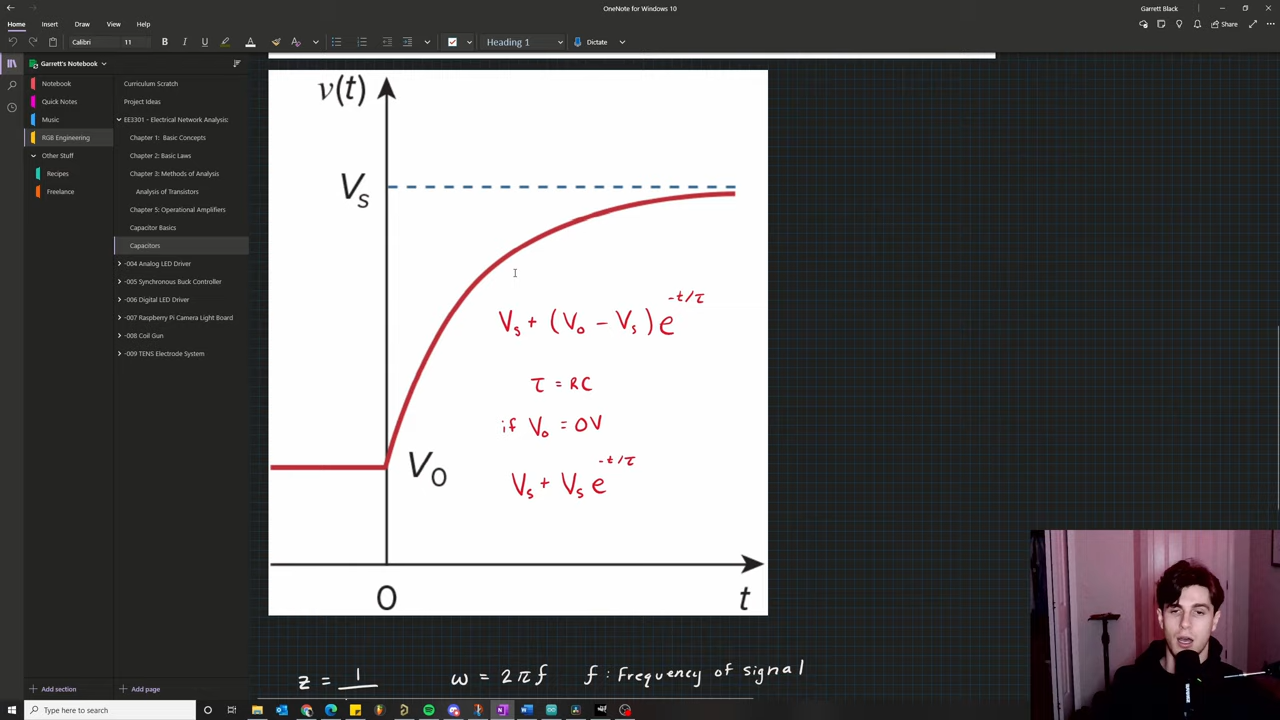 OneNote for Windows 10
Garrett Black
Home Insert Draw View Help
Share
Calibri 11 B I U A Heading 1 Dictate
Garrett's Notebook
Notebook
Quick Notes
Music
RGB Engineering
Other Stuff
Recipes
Freelance
Curriculum Scratch
Project Ideas
EE3301 - Electrical Network Analysis:
Chapter 1: Basic Concepts
Chapter 2: Basic Laws
Chapter 3: Methods of Analysis
Analysis of Transistors
Chapter 5: Operational Amplifiers
Capacitor Basics
Capacitors
-004 Analog LED Driver
-005 Synchronous Buck Controller
-006 Digital LED Driver
-007 Raspberry Pi Camera Light Board
-008 Coil Gun
-009 TENS Electrode System
v(t)
Vs
Vs + (Vo - Vs) e^-t/τ
τ = RC
if Vo = 0V
V0
Vs + Vs e^-t/τ
0 t
z = 1 ω = 2πf f : Frequency of signal
Add section Add page
Type here to search